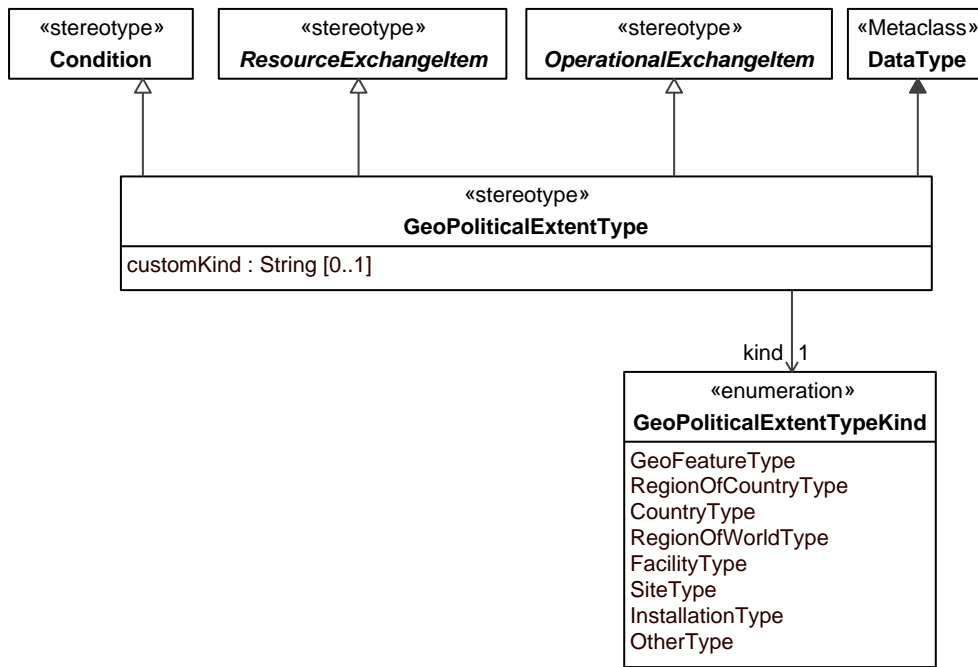 «stereotype»
Condition
«stereotype»
ResourceExchangeItem
«stereotype»
OperationalExchangeItem
«Metaclass»
DataType
«stereotype»
GeoPoliticalExtentType
customKind : String [0..1]
kind 1
«enumeration»
GeoPoliticalExtentTypeKind
GeoFeatureType
RegionOfCountryType
CountryType
RegionOfWorldType
FacilityType
SiteType
InstallationType
OtherType